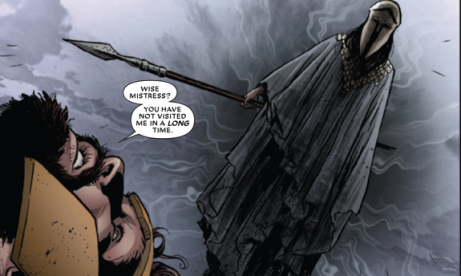 WISE
MISTRESS?
YOU HAVE
NOT VISITED
ME IN A LONG
TIME.